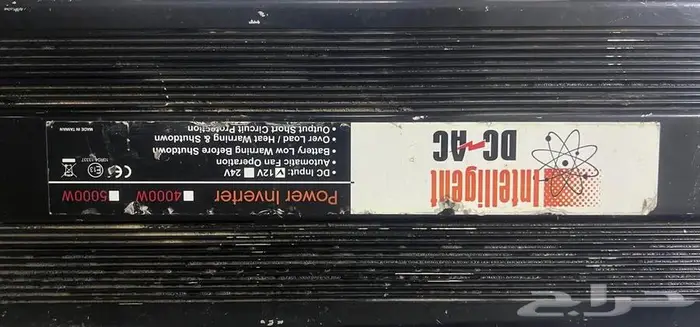 Intelligent
DC-AC
Power Inverter 4000W 5000W
• DC Input: 12V 24V
Automatic Fan Operation
• Battery Low Warning Before Shutdown
Over Load / Heat Warning & Shutdown
• Output Short Circuit Protection
CE E13
MADE IN TAIWAN
حراج